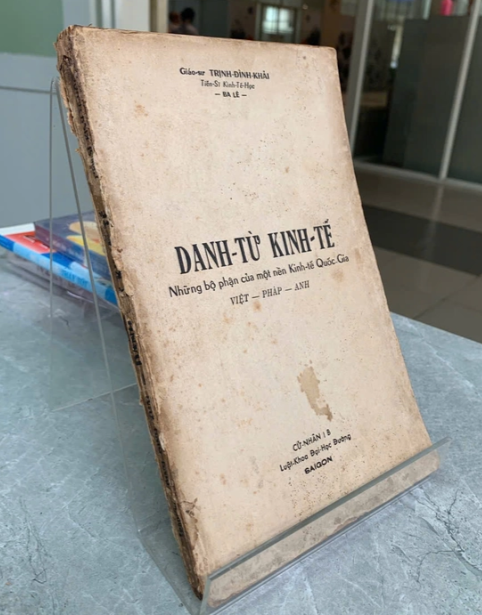 Giáo-sư TRỊNH-ĐÌNH-KHẢI
Tiến-Sĩ Kinh-Tế-Học
— BA LÊ —
DANH-TỪ KINH-TẾ
Những bộ phận của một nền Kinh-tế Quốc Gia
VIỆT — PHÁP — ANH
CỬ-NHÂN I B
Luật-Khoa Đại-Học Đường
SAIGON